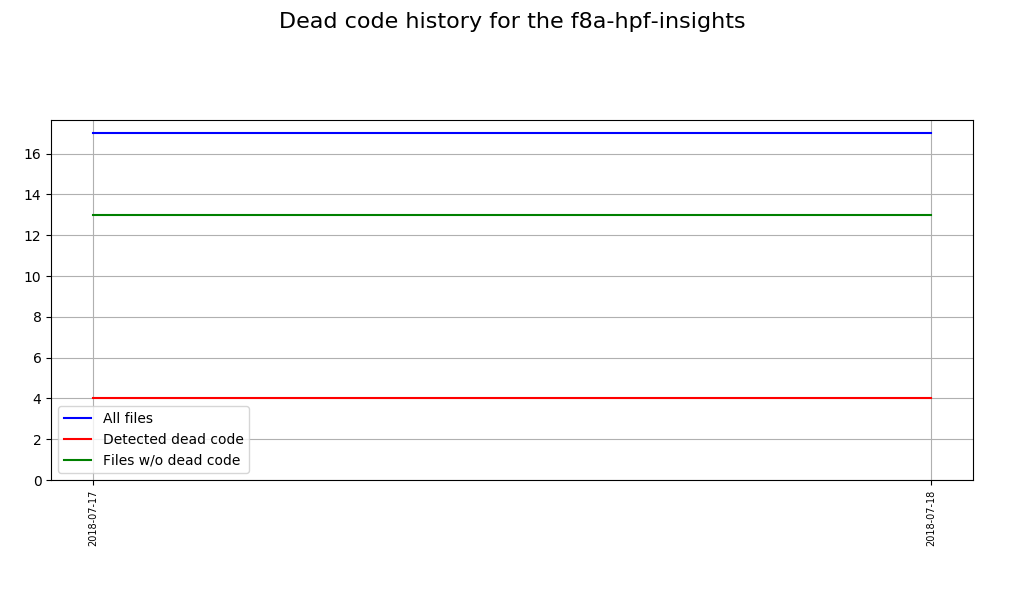 Dead code history for the f8a-hpf-insights
16
14
12
10
8
6
4
2
0
All files
Detected dead code
Files w/o dead code
2018-07-17
2018-07-18